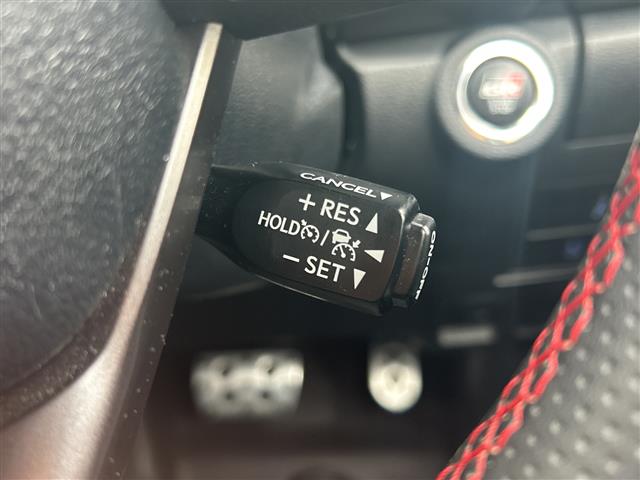 CANCEL▼
+ RES ▲
HOLD / ◀
− SET ▼
ON-OFF